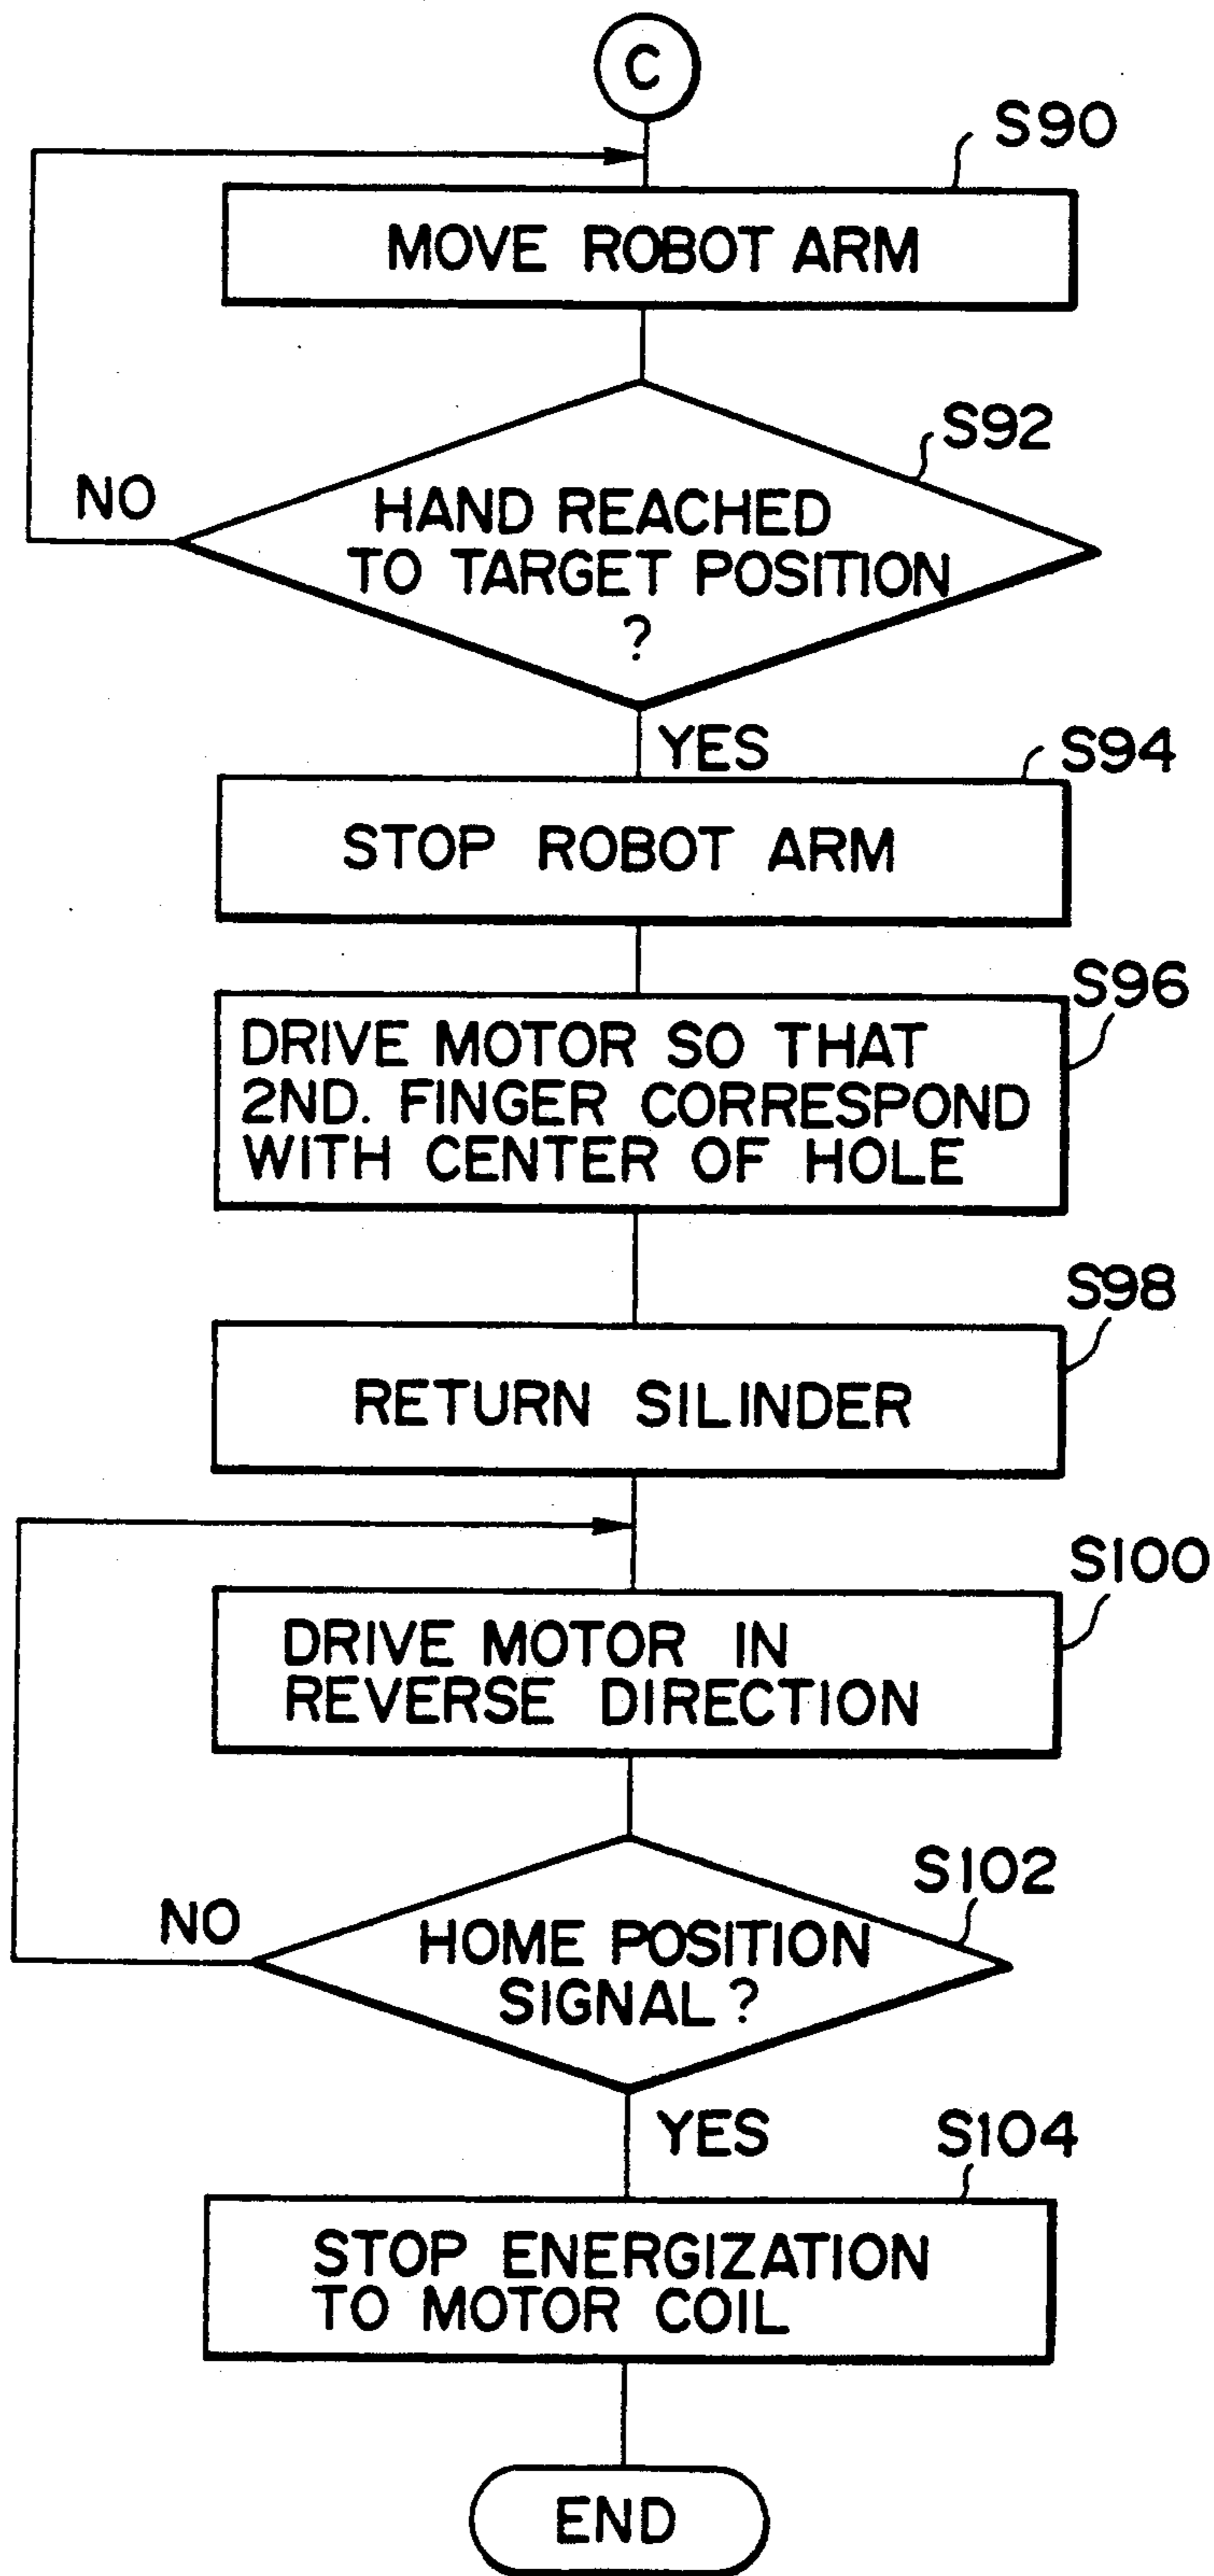 C
S90
MOVE ROBOT ARM
S92
NO
HAND REACHED
TO TARGET POSITION
?
YES
S94
STOP ROBOT ARM
S96
DRIVE MOTOR SO THAT
2ND. FINGER CORRESPOND
WITH CENTER OF HOLE
S98
RETURN SILINDER
S100
DRIVE MOTOR IN
REVERSE DIRECTION
S102
NO
HOME POSITION
SIGNAL?
YES
S104
STOP ENERGIZATION
TO MOTOR COIL
END